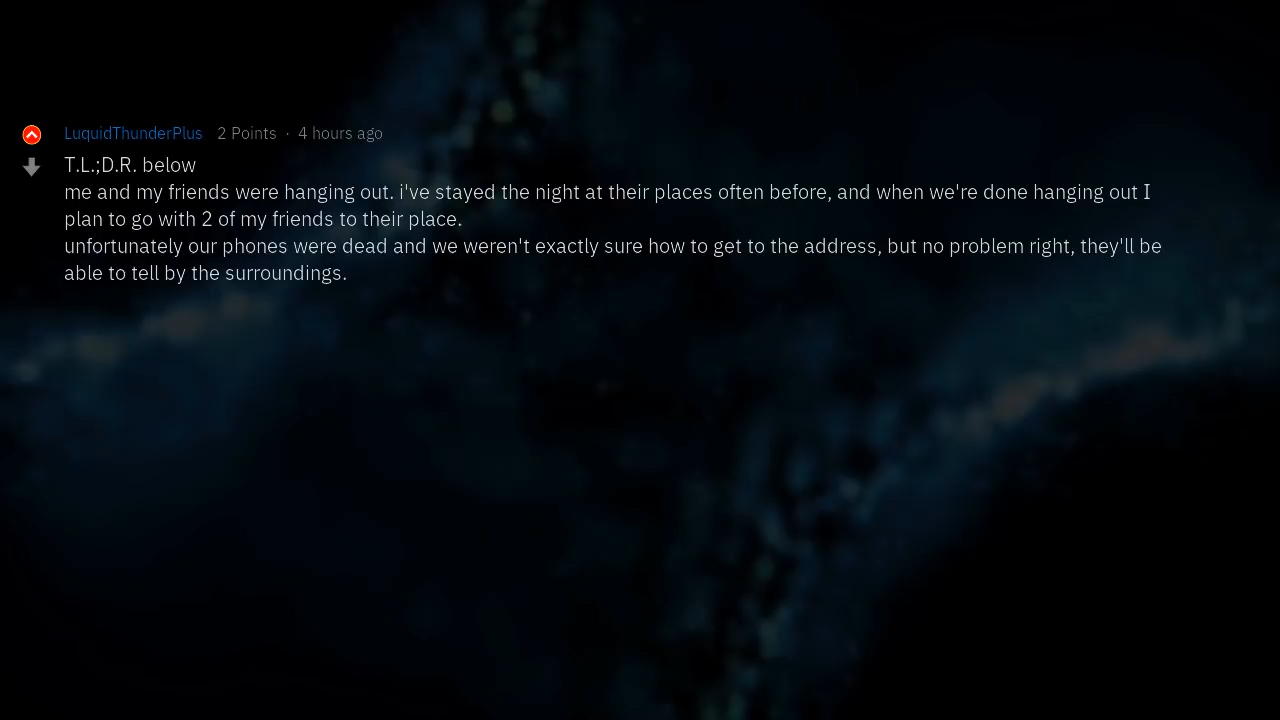 LuquidThunderPlus 2 Points · 4 hours ago
T.L.;D.R. below
me and my friends were hanging out. i've stayed the night at their places often before, and when we're done hanging out I
plan to go with 2 of my friends to their place.
unfortunately our phones were dead and we weren't exactly sure how to get to the address, but no problem right, they'll be
able to tell by the surroundings.